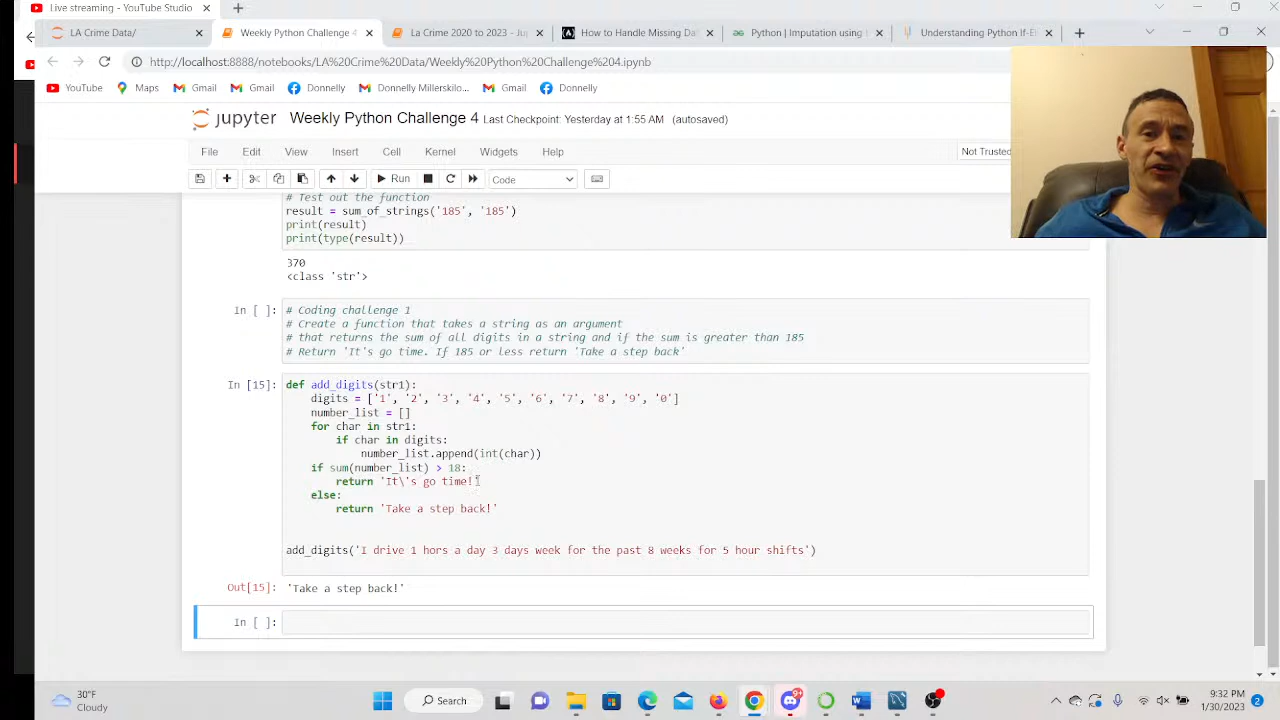 Live streaming - YouTube Studio
LA Crime Data/
Weekly Python Challenge 4
La Crime 2020 to 2023 - Jup
How to Handle Missing Da
Python | Imputation using
Understanding Python If-El
http://localhost:8888/notebooks/LA%20Crime%20Data/Weekly%20Python%20Challenge%204.ipynb
YouTube
Maps
Gmail
Gmail
Donnelly
Donnelly Millerskilo...
Gmail
Donnelly
jupyter
Weekly Python Challenge 4 Last Checkpoint: Yesterday at 1:55 AM (autosaved)
File Edit View Insert Cell Kernel Widgets Help
Not Trusted
Run
Code
# Test out the function
result = sum_of_strings('185', '185')
print(result)
print(type(result))
370
<class 'str'>
In [ ]:
# Coding challenge 1
# Create a function that takes a string as an argument
# that returns the sum of all digits in a string and if the sum is greater than 185
# Return 'It's go time. If 185 or less return 'Take a step back'
In [15]:
def add_digits(str1):
digits = ['1', '2', '3', '4', '5', '6', '7', '8', '9', '0']
number_list = []
for char in str1:
if char in digits:
number_list.append(int(char))
if sum(number_list) > 18:
return 'It\'s go time!'
else:
return 'Take a step back!'
add_digits('I drive 1 hors a day 3 days week for the past 8 weeks for 5 hour shifts')
Out[15]: 'Take a step back!'
In [ ]:
30°F
Cloudy
Search
9:32 PM
1/30/2023
2